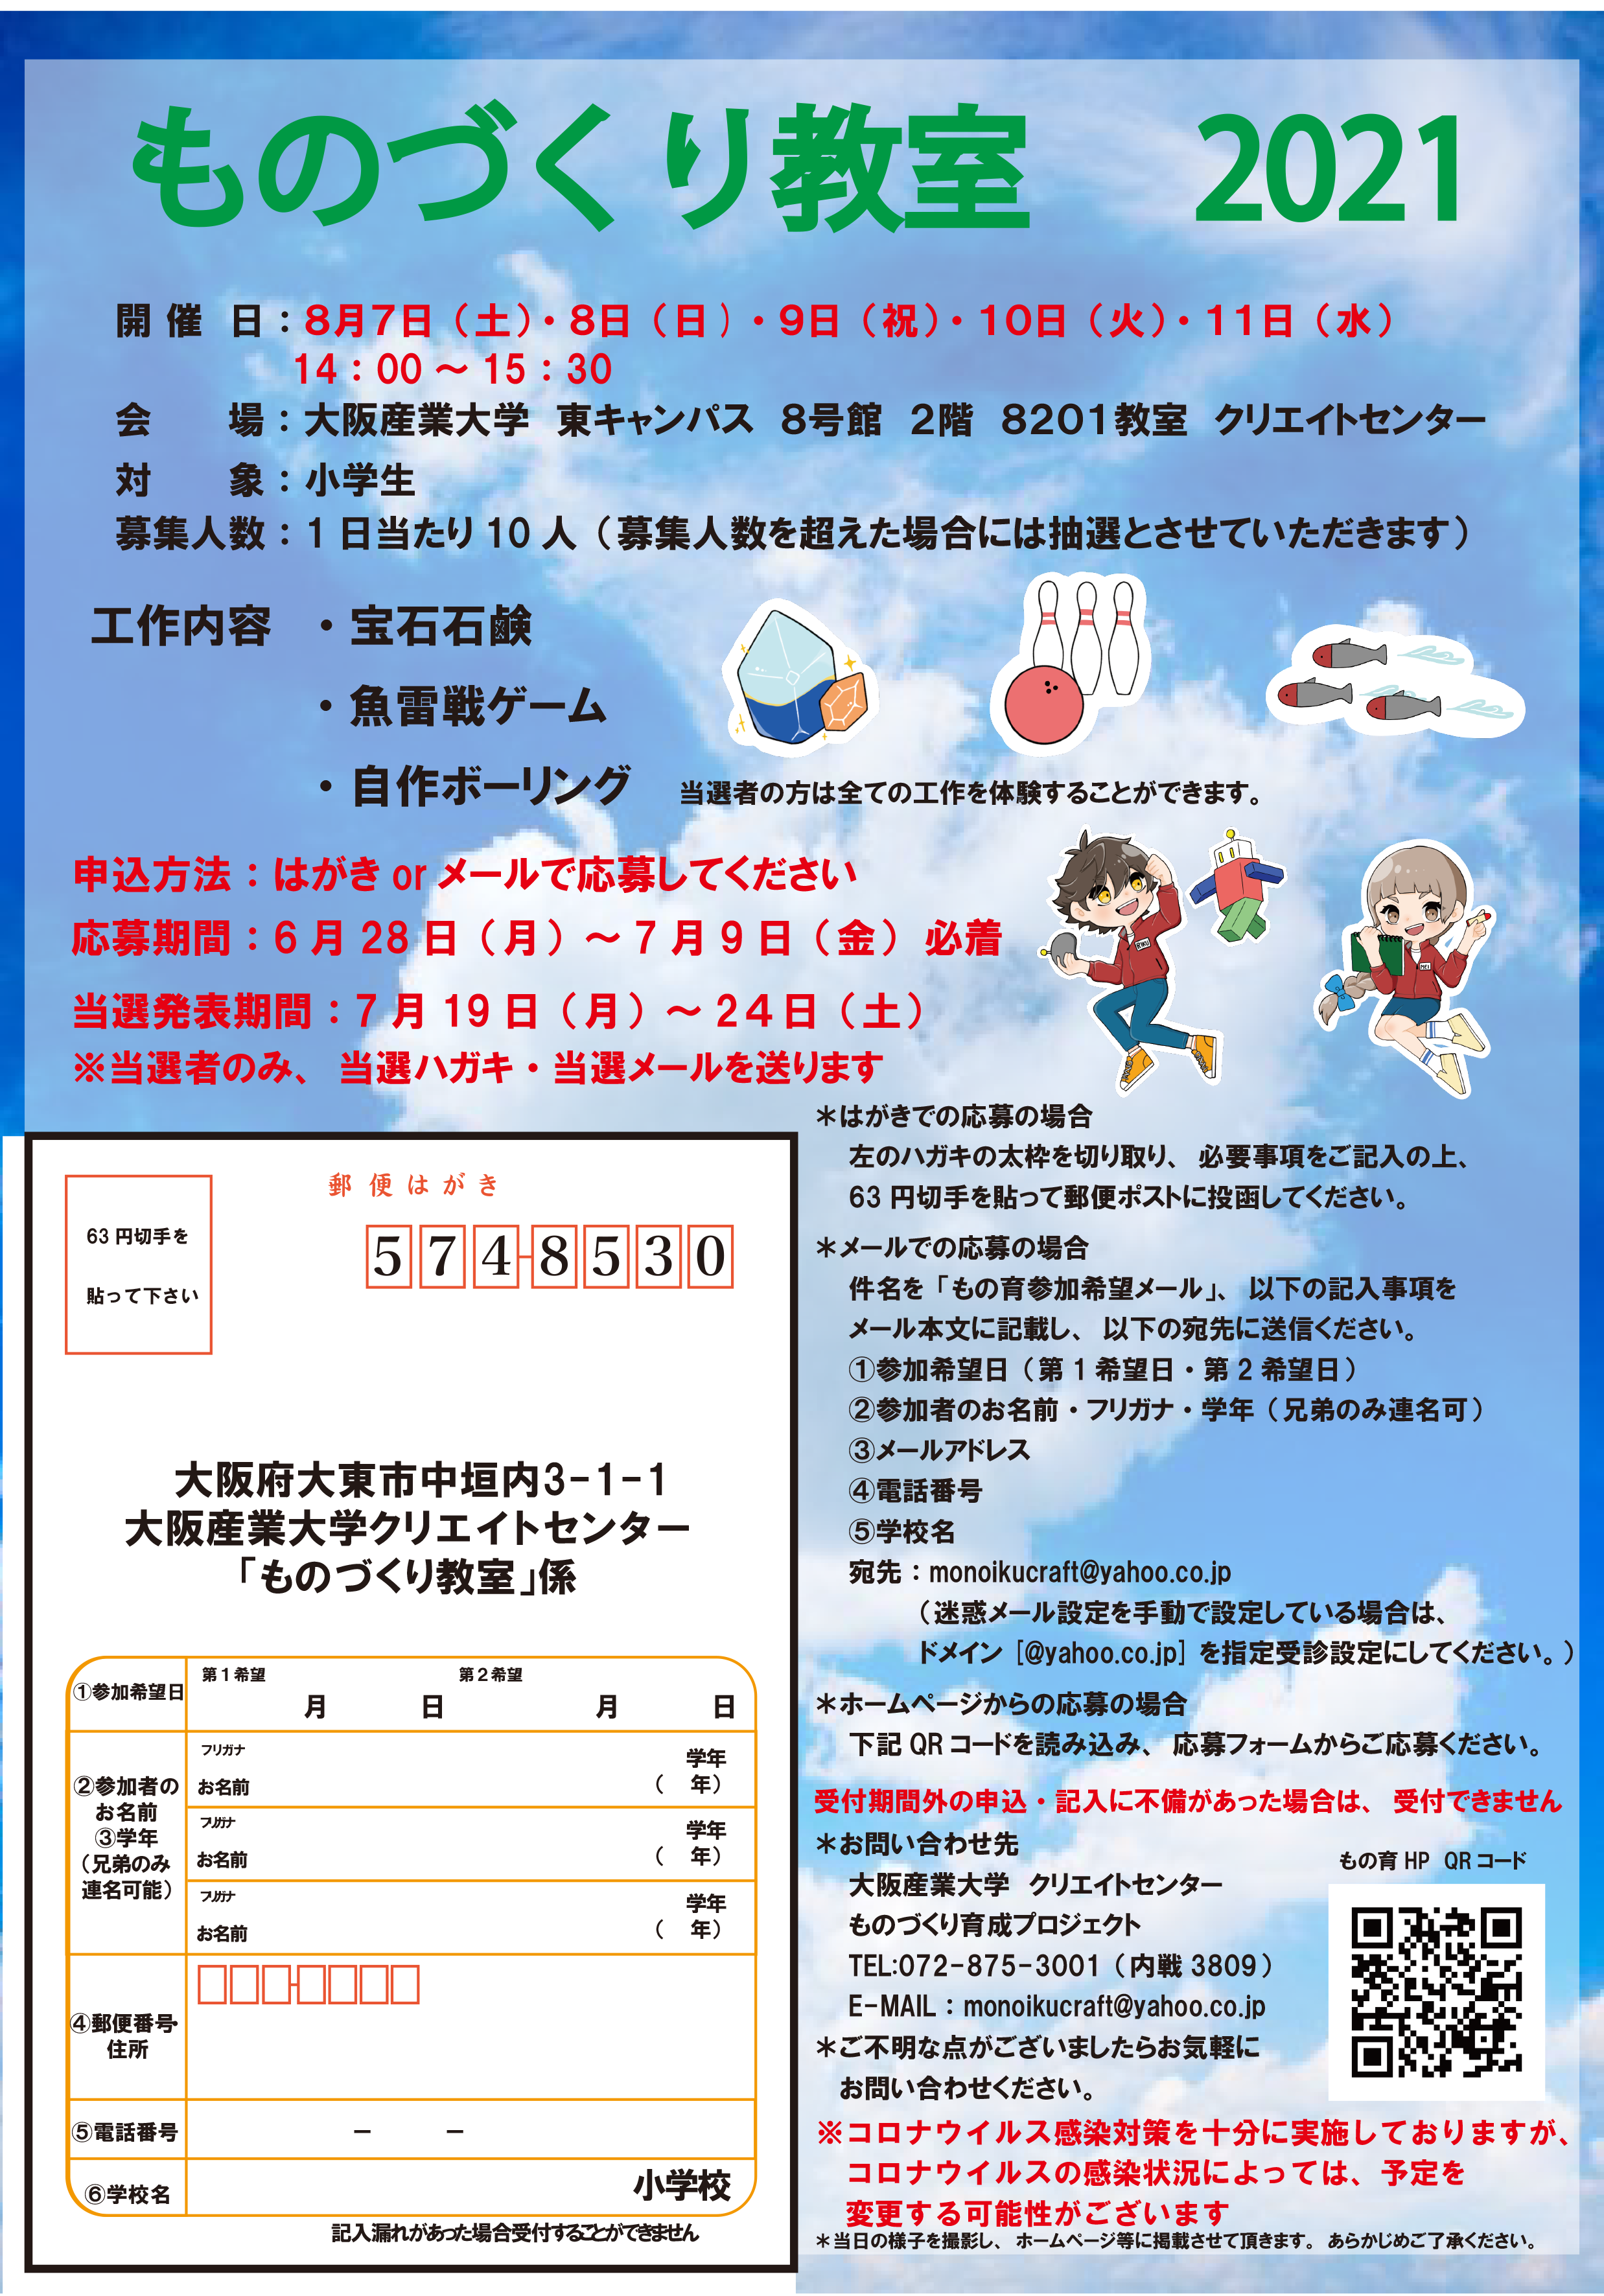 ものづくり教室　2021
開 催 日：8月7日（土）・8日（日）・9日（祝）・10日（火）・11日（水）
14：00～15：30
会　　場：大阪産業大学　東キャンパス　8号館　2階　8201教室　クリエイトセンター
対　　象：小学生
募集人数：1日当たり10人（募集人数を超えた場合には抽選とさせていただきます）
工作内容　・宝石石鹸
・魚雷戦ゲーム
・自作ボーリング
当選者の方は全ての工作を体験することができます。
申込方法：はがき or メールで応募してください
応募期間：6月28日（月）～7月9日（金）必着
当選発表期間：7月19日（月）～24日（土）
※当選者のみ、当選ハガキ・当選メールを送ります
63円切手を
貼って下さい
郵便はがき
574-8530
大阪府大東市中垣内3-1-1
大阪産業大学クリエイトセンター
「ものづくり教室」係
①参加希望日
第1希望　第2希望
月　日　月　日
②参加者の
お名前
③学年
（兄弟のみ
連名可能）
フリガナ　学年
お名前　（　年）
フリガナ　学年
お名前　（　年）
フリガナ　学年
お名前　（　年）
④郵便番号・
住所
⑤電話番号　－　－
⑥学校名　小学校
記入漏れがあった場合受付することができません
＊はがきでの応募の場合
左のハガキの太枠を切り取り、必要事項をご記入の上、
63円切手を貼って郵便ポストに投函してください。
＊メールでの応募の場合
件名を「もの育参加希望メール」、以下の記入事項を
メール本文に記載し、以下の宛先に送信ください。
①参加希望日（第1希望日・第2希望日）
②参加者のお名前・フリガナ・学年（兄弟のみ連名可）
③メールアドレス
④電話番号
⑤学校名
宛先：monoikucraft@yahoo.co.jp
（迷惑メール設定を手動で設定している場合は、
ドメイン[@yahoo.co.jp]を指定受診設定にしてください。）
＊ホームページからの応募の場合
下記QRコードを読み込み、応募フォームからご応募ください。
受付期間外の申込・記入に不備があった場合は、受付できません
＊お問い合わせ先
大阪産業大学　クリエイトセンター
ものづくり育成プロジェクト
TEL:072-875-3001（内戦3809）
E-MAIL：monoikucraft@yahoo.co.jp
もの育HP　QRコード
＊ご不明な点がございましたらお気軽に
お問い合わせください。
※コロナウイルス感染対策を十分に実施しておりますが、
コロナウイルスの感染状況によっては、予定を
変更する可能性がございます
＊当日の様子を撮影し、ホームページ等に掲載させて頂きます。あらかじめご了承ください。